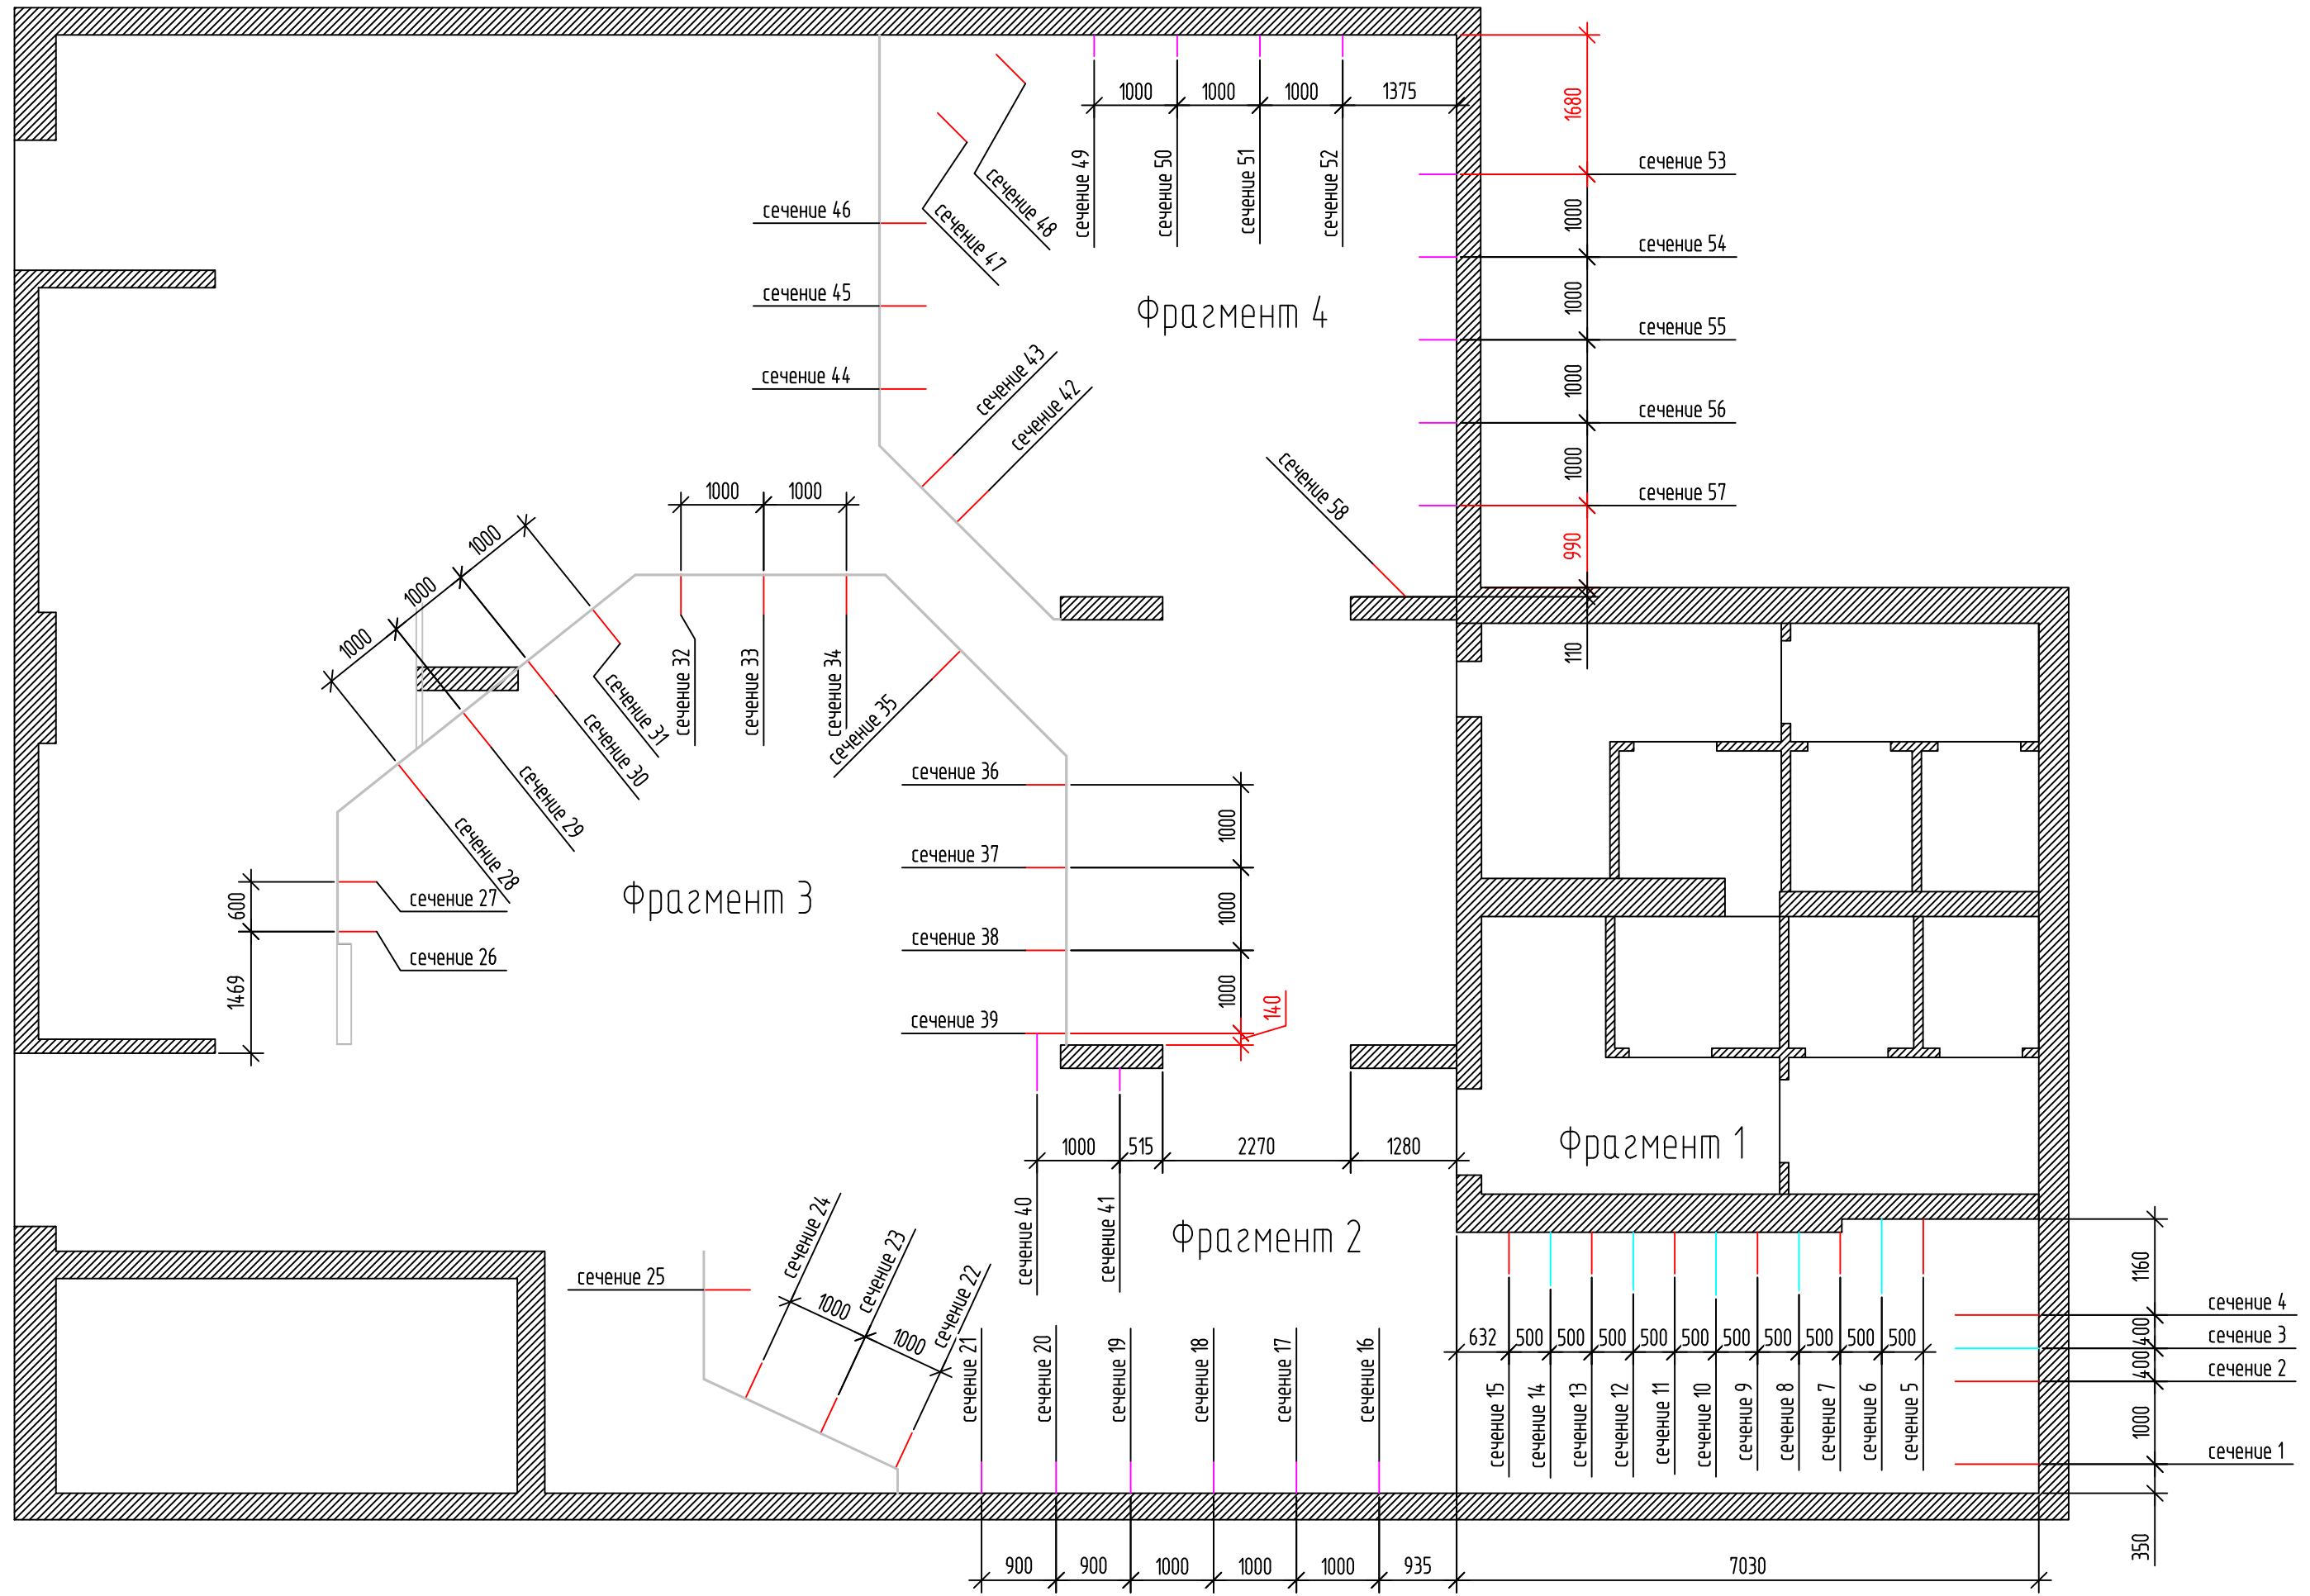 1000
1000
1000
1375
1680
сечение 49
сечение 50
сечение 51
сечение 52
сечение 53
сечение 48
сечение 47
сечение 46
1000
сечение 54
сечение 45
1000
Фрагмент 4
сечение 55
сечение 44
сечение 43
сечение 42
1000
сечение 56
сечение 58
1000
сечение 57
1000
1000
990
1000
1000
1000
110
сечение 32
сечение 33
сечение 34
сечение 35
сечение 31
сечение 30
сечение 29
сечение 28
сечение 36
1000
сечение 37
600
сечение 27
Фрагмент 3
1000
сечение 38
сечение 26
1469
1000
140
сечение 39
1000
515
2270
1280
Фрагмент 1
сечение 40
сечение 41
Фрагмент 2
сечение 24
сечение 23
сечение 22
сечение 25
1000
1000
1160
сечение 4
400
сечение 3
400
сечение 2
1000
сечение 1
350
632
500
500
500
500
500
500
500
500
500
500
сечение 21
сечение 20
сечение 19
сечение 18
сечение 17
сечение 16
сечение 15
сечение 14
сечение 13
сечение 12
сечение 11
сечение 10
сечение 9
сечение 8
сечение 7
сечение 6
сечение 5
900
900
1000
1000
1000
935
7030